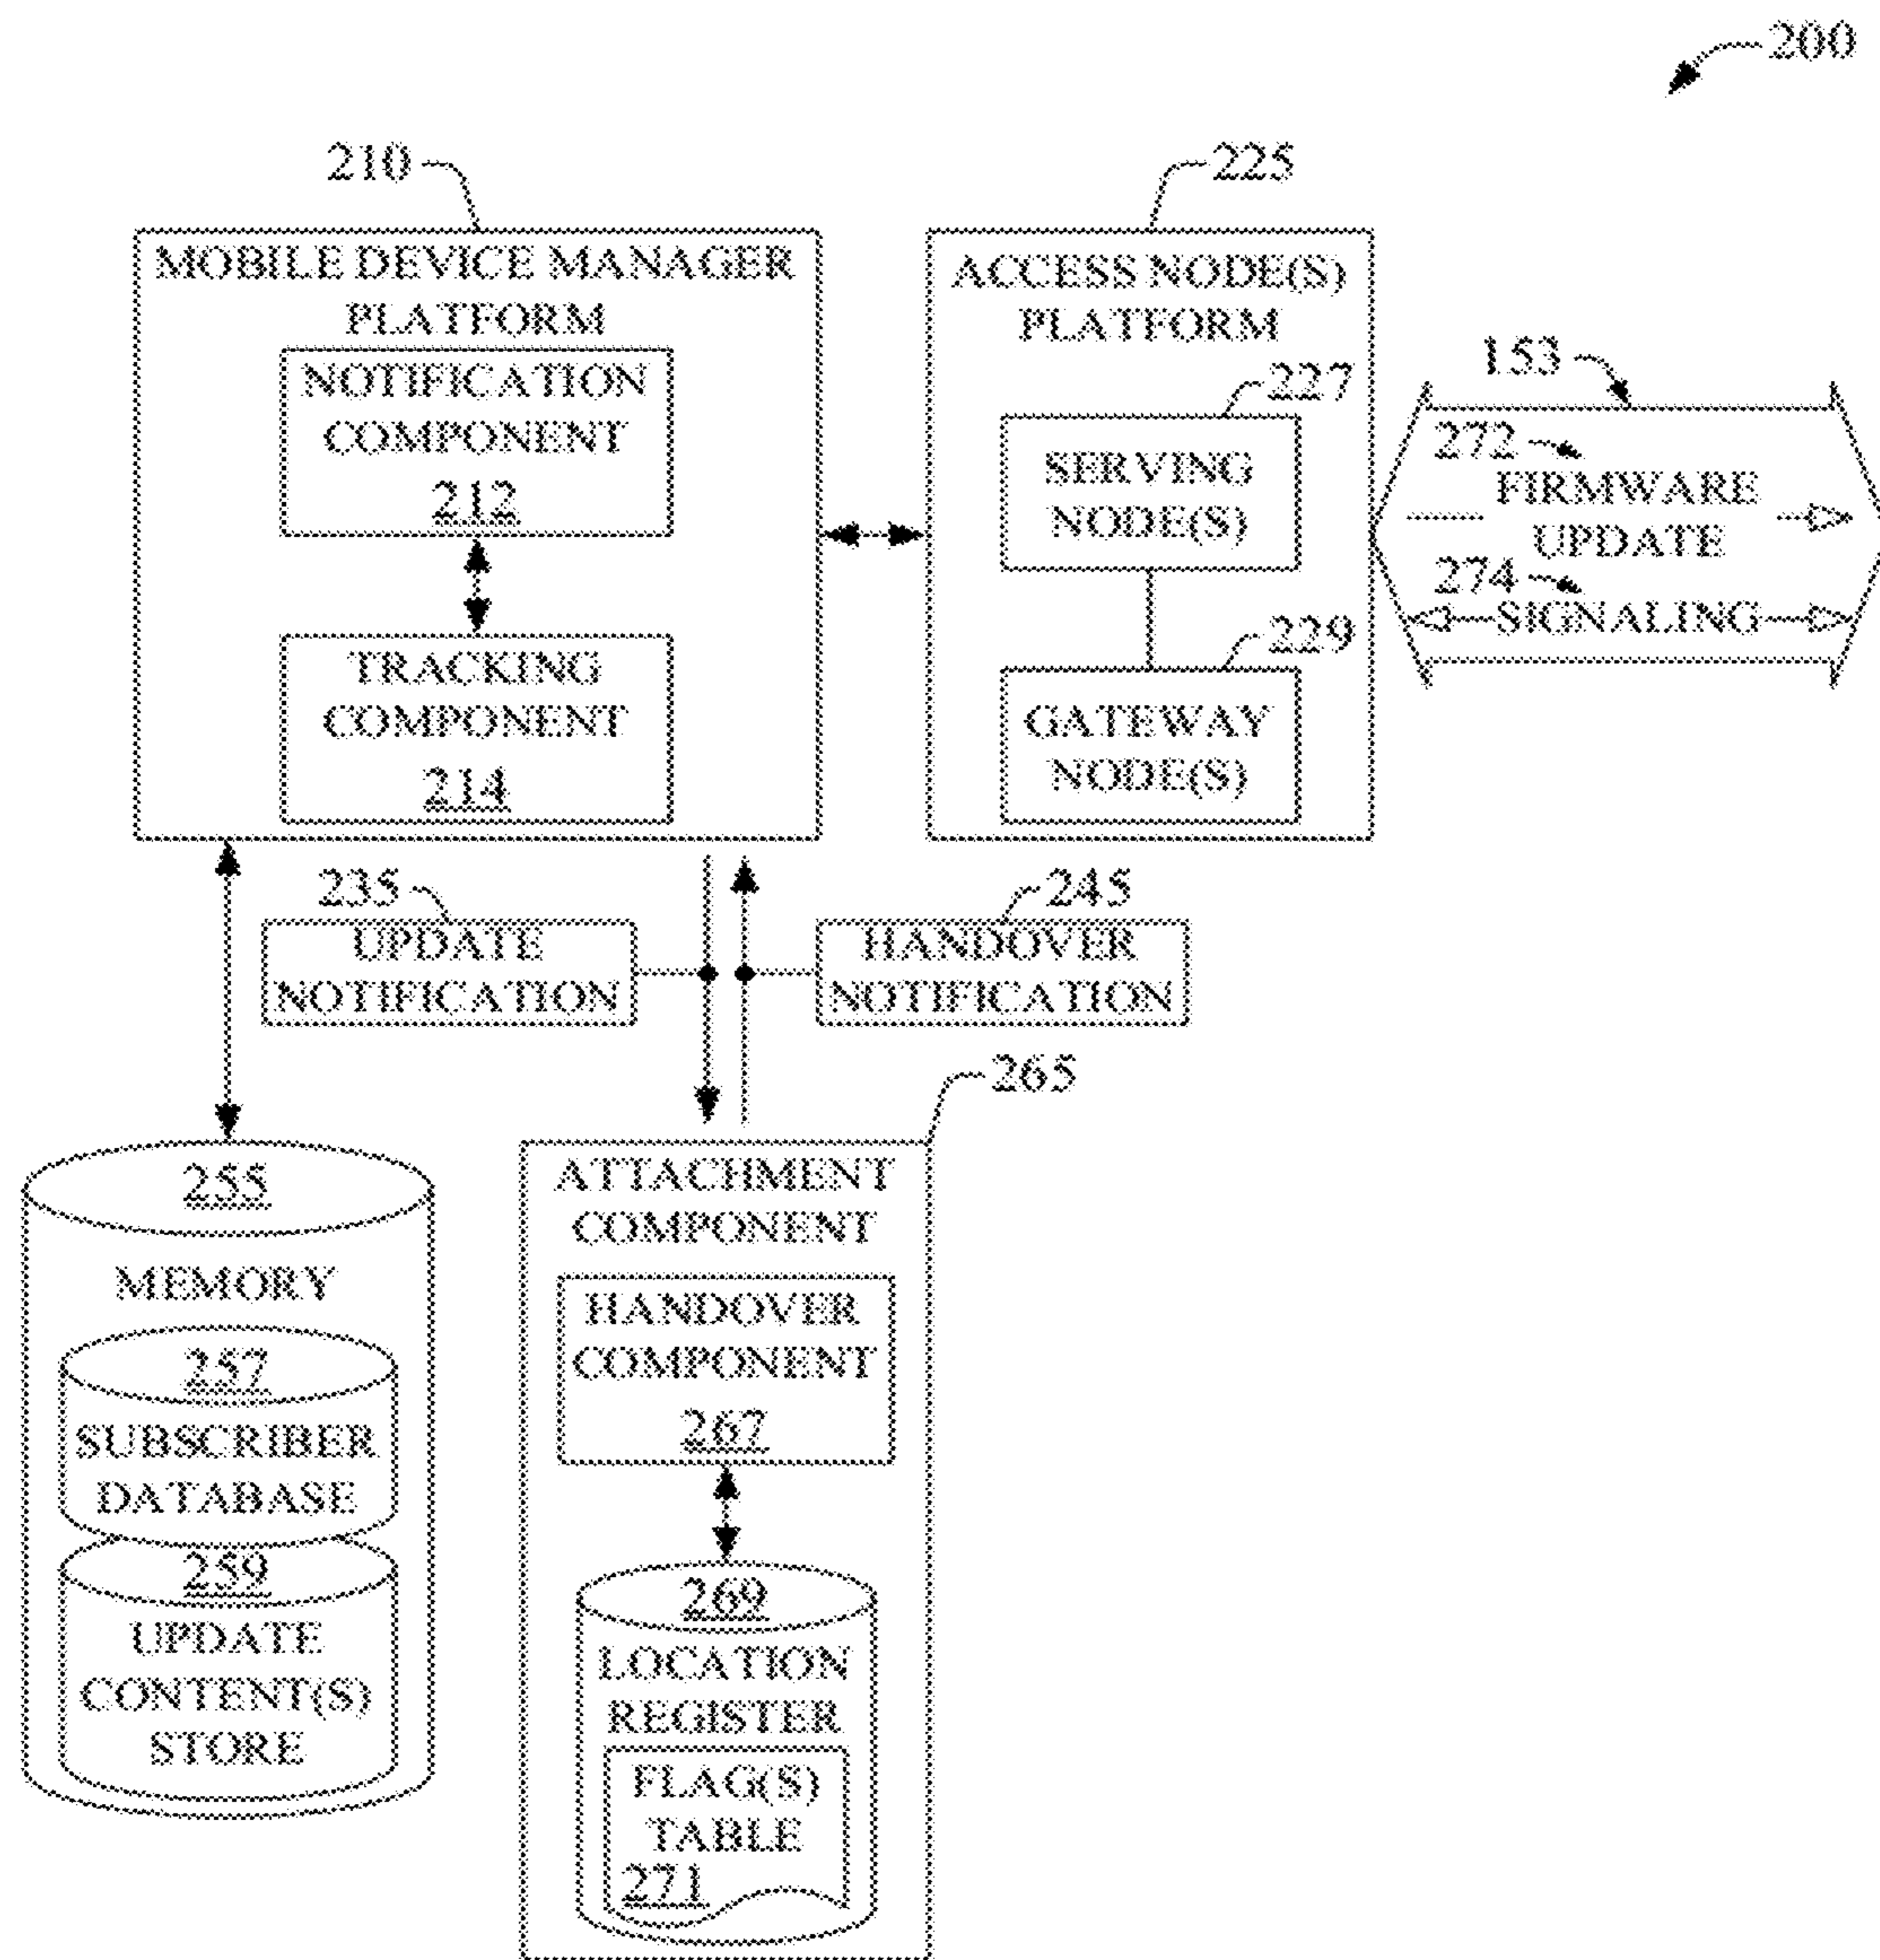 200
210
225
MOBILE DEVICE MANAGER
PLATFORM
NOTIFICATION
COMPONENT
212
TRACKING
COMPONENT
214
ACCESS NODE(S)
PLATFORM
227
SERVING
NODE(S)
229
GATEWAY
NODE(S)
153
272
FIRMWARE
UPDATE
274
SIGNALING
235
UPDATE
NOTIFICATION
245
HANDOVER
NOTIFICATION
265
255
MEMORY
257
SUBSCRIBER
DATABASE
259
UPDATE
CONTENT(S)
STORE
ATTACHMENT
COMPONENT
HANDOVER
COMPONENT
267
269
LOCATION
REGISTER
FLAG(S)
TABLE
271